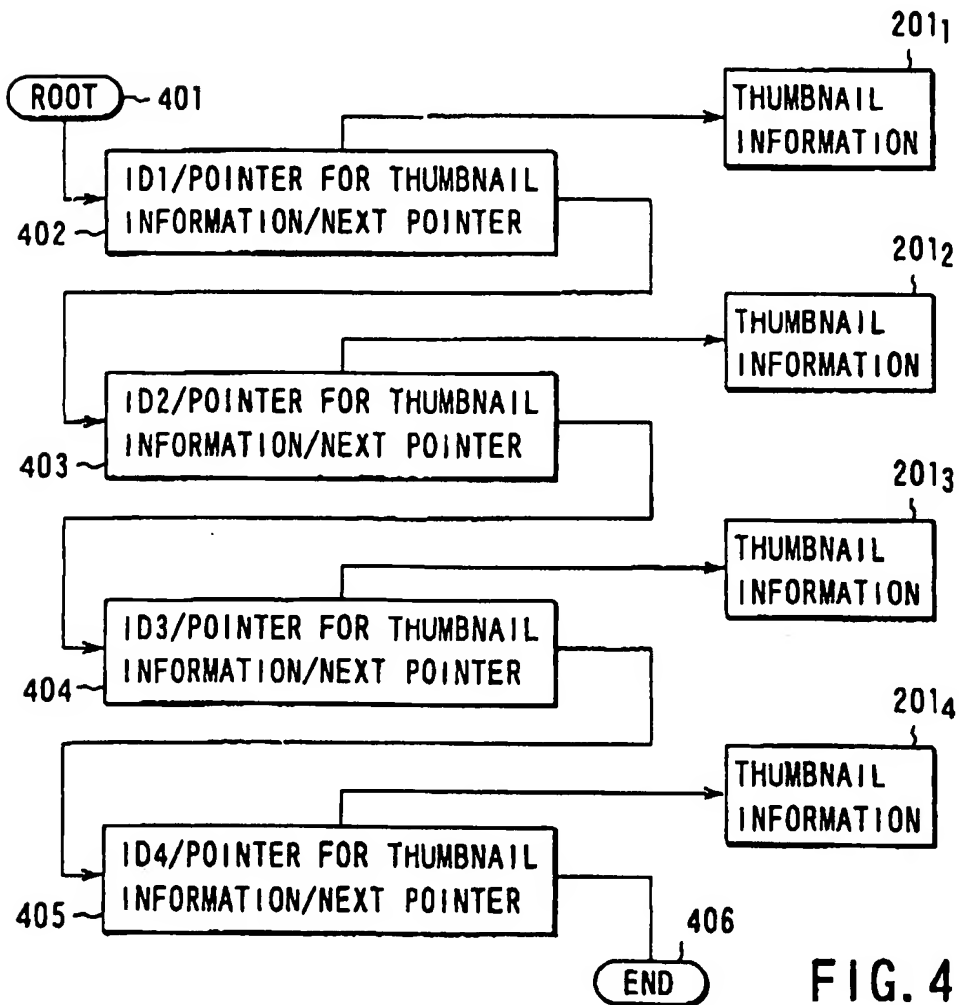 201₁
ROOT
401
THUMBNAIL
INFORMATION
ID1/POINTER FOR THUMBNAIL
INFORMATION/NEXT POINTER
402
201₂
THUMBNAIL
INFORMATION
ID2/POINTER FOR THUMBNAIL
INFORMATION/NEXT POINTER
403
201₃
THUMBNAIL
INFORMATION
ID3/POINTER FOR THUMBNAIL
INFORMATION/NEXT POINTER
404
201₄
THUMBNAIL
INFORMATION
ID4/POINTER FOR THUMBNAIL
INFORMATION/NEXT POINTER
405
406
END
FIG. 4